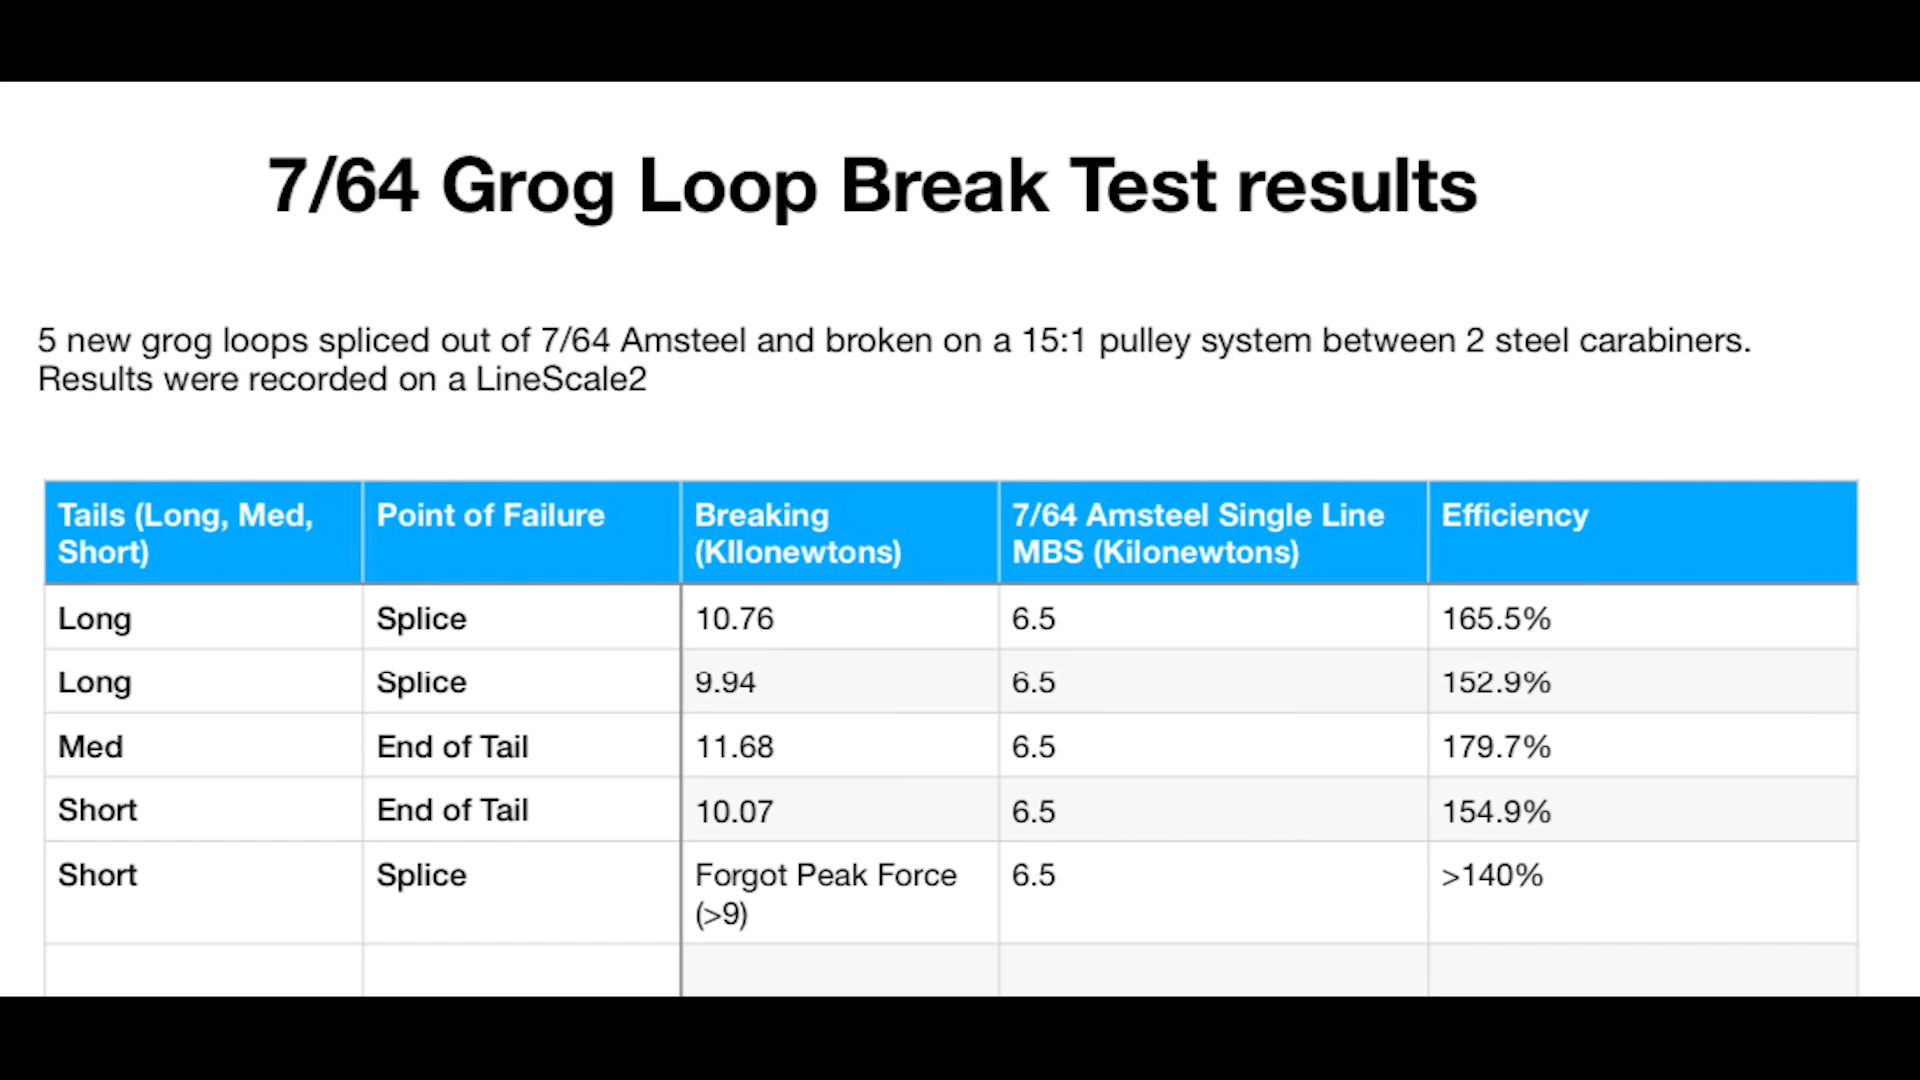 7/64 Grog Loop Break Test results
5 new grog loops spliced out of 7/64 Amsteel and broken on a 15:1 pulley system between 2 steel carabiners.
Results were recorded on a LineScale2
Tails (Long, Med, Short) Point of Failure Breaking (KIlonewtons) 7/64 Amsteel Single Line MBS (Kilonewtons) Efficiency
Long Splice 10.76 6.5 165.5%
Long Splice 9.94 6.5 152.9%
Med End of Tail 11.68 6.5 179.7%
Short End of Tail 10.07 6.5 154.9%
Short Splice Forgot Peak Force (>9) 6.5 >140%